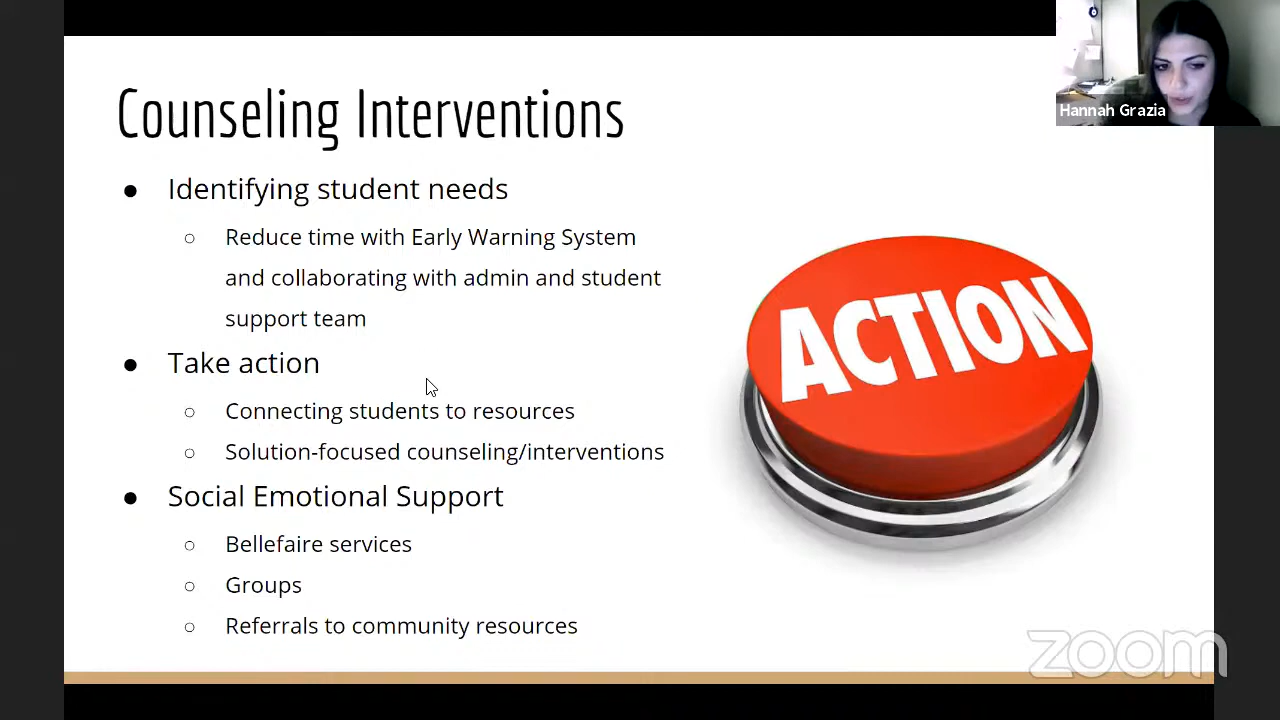 Hannah Grazia
Counseling Interventions
● Identifying student needs
○ Reduce time with Early Warning System
and collaborating with admin and student
support team
● Take action
○ Connecting students to resources
○ Solution-focused counseling/interventions
● Social Emotional Support
○ Bellefaire services
○ Groups
○ Referrals to community resources
ACTION
zoom